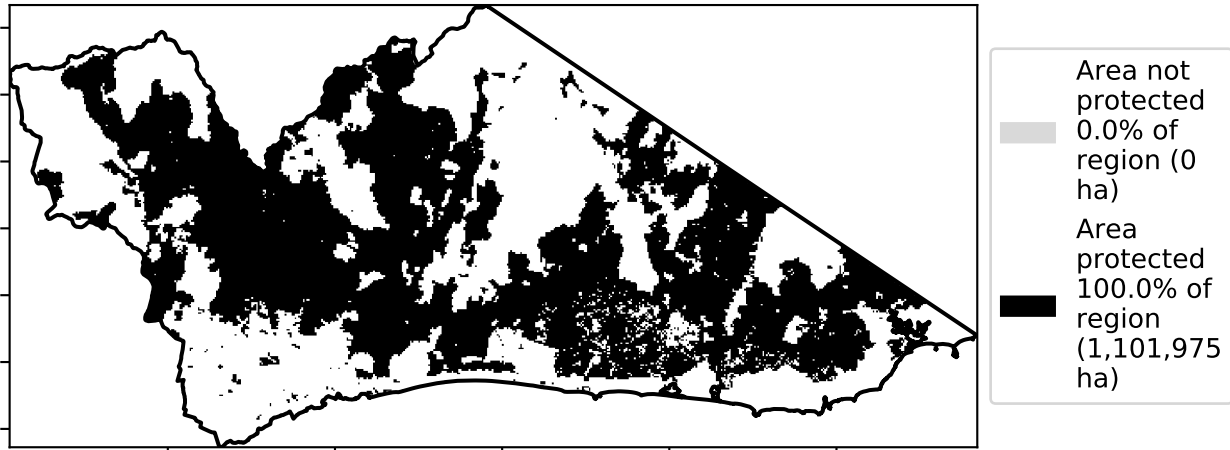 Area not
protected
0.0% of
region (0
ha)
Area
protected
100.0% of
region
(1,101,975
ha)